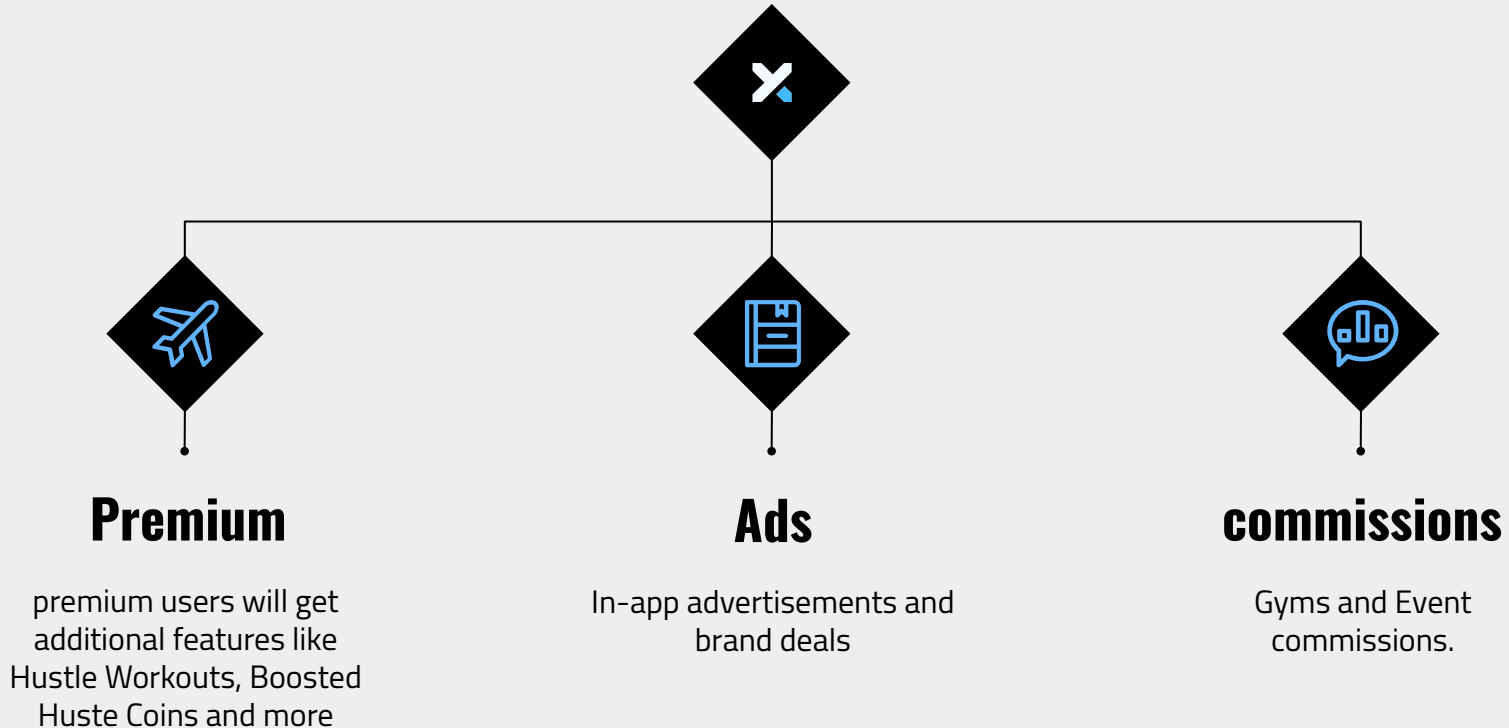 Premium
premium users will get
additional features like
Hustle Workouts, Boosted
Huste Coins and more
Ads
In-app advertisements and
brand deals
commissions
Gyms and Event
commissions.